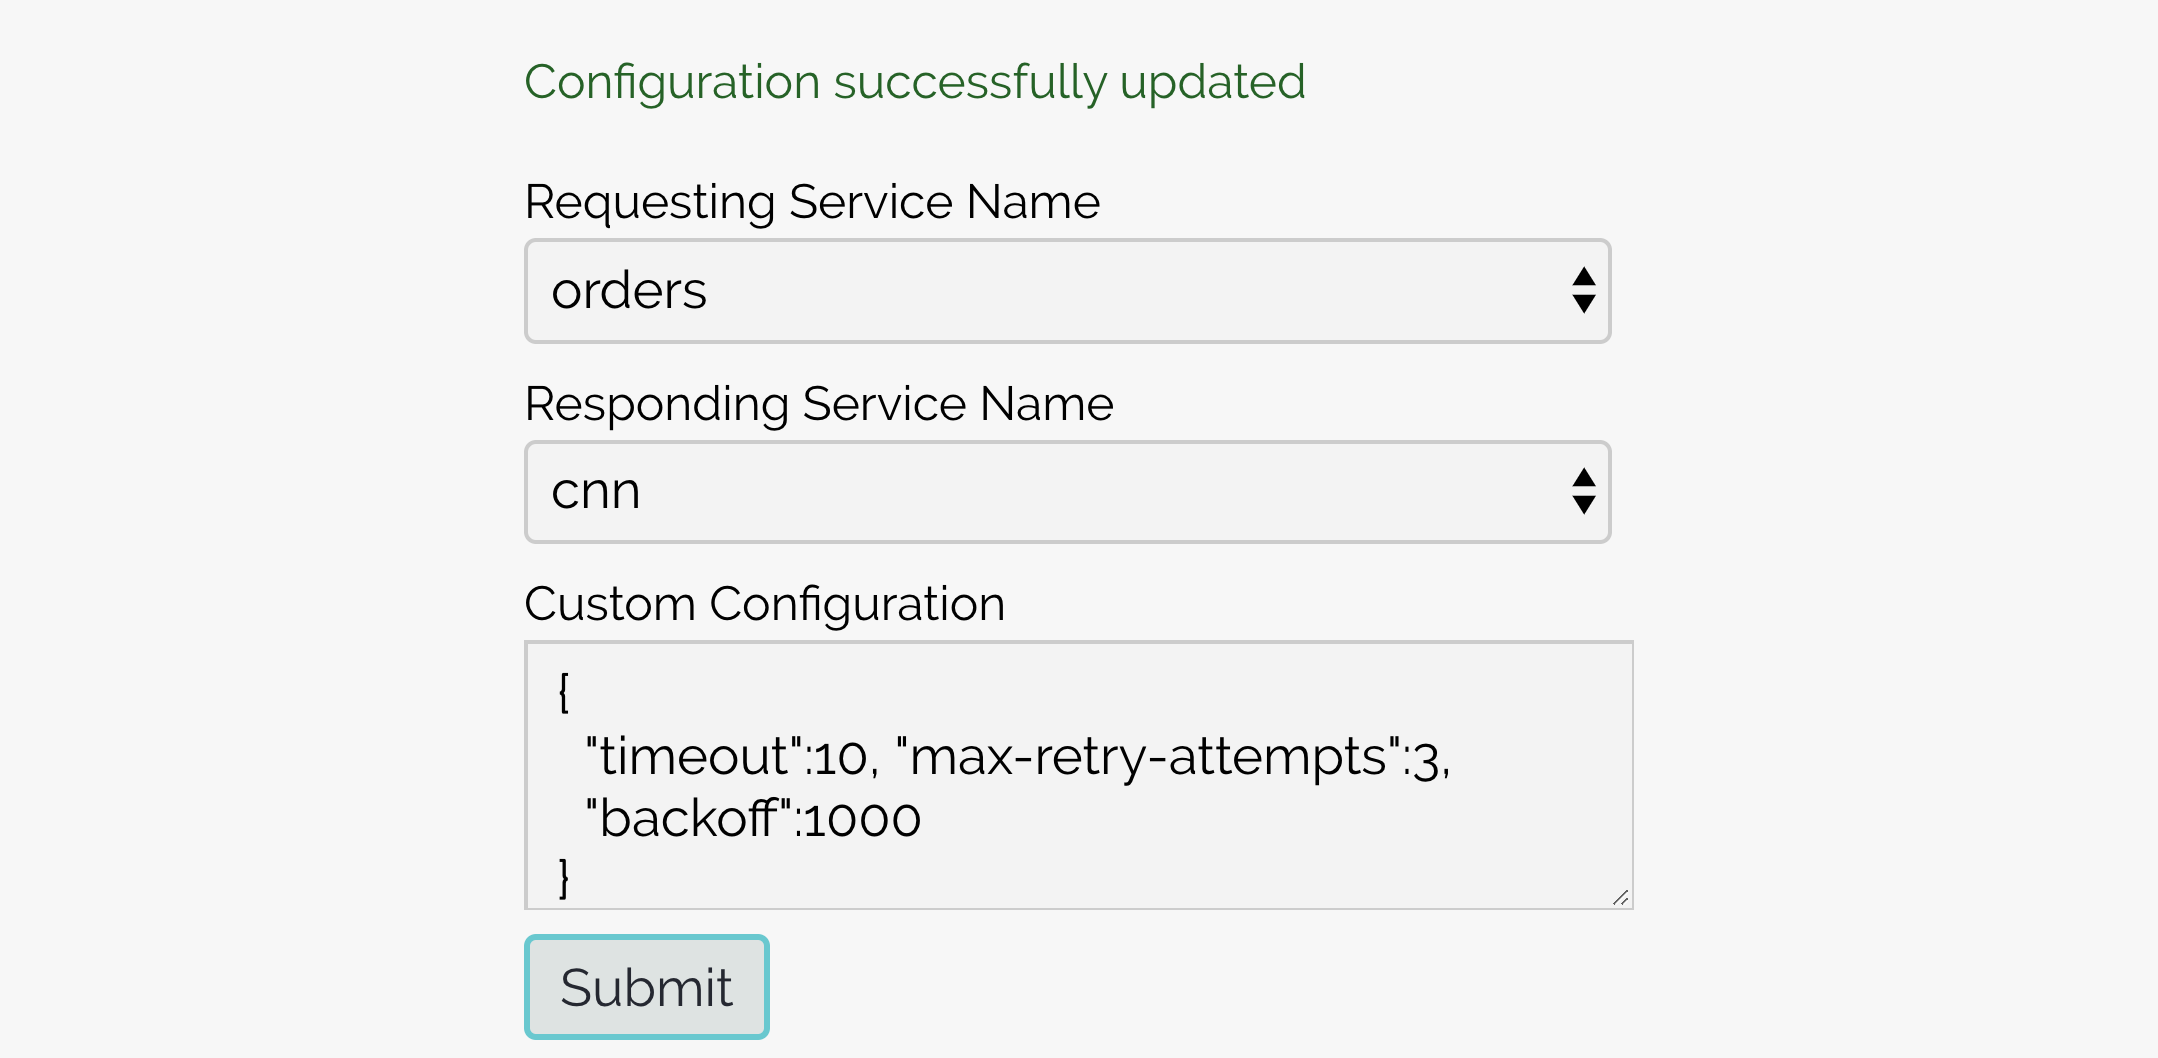 Configuration successfully updated
Requesting Service Name
orders
Responding Service Name
cnn
Custom Configuration
{
"timeout":10, "max-retry-attempts":3,
"backoff":1000
}
Submit